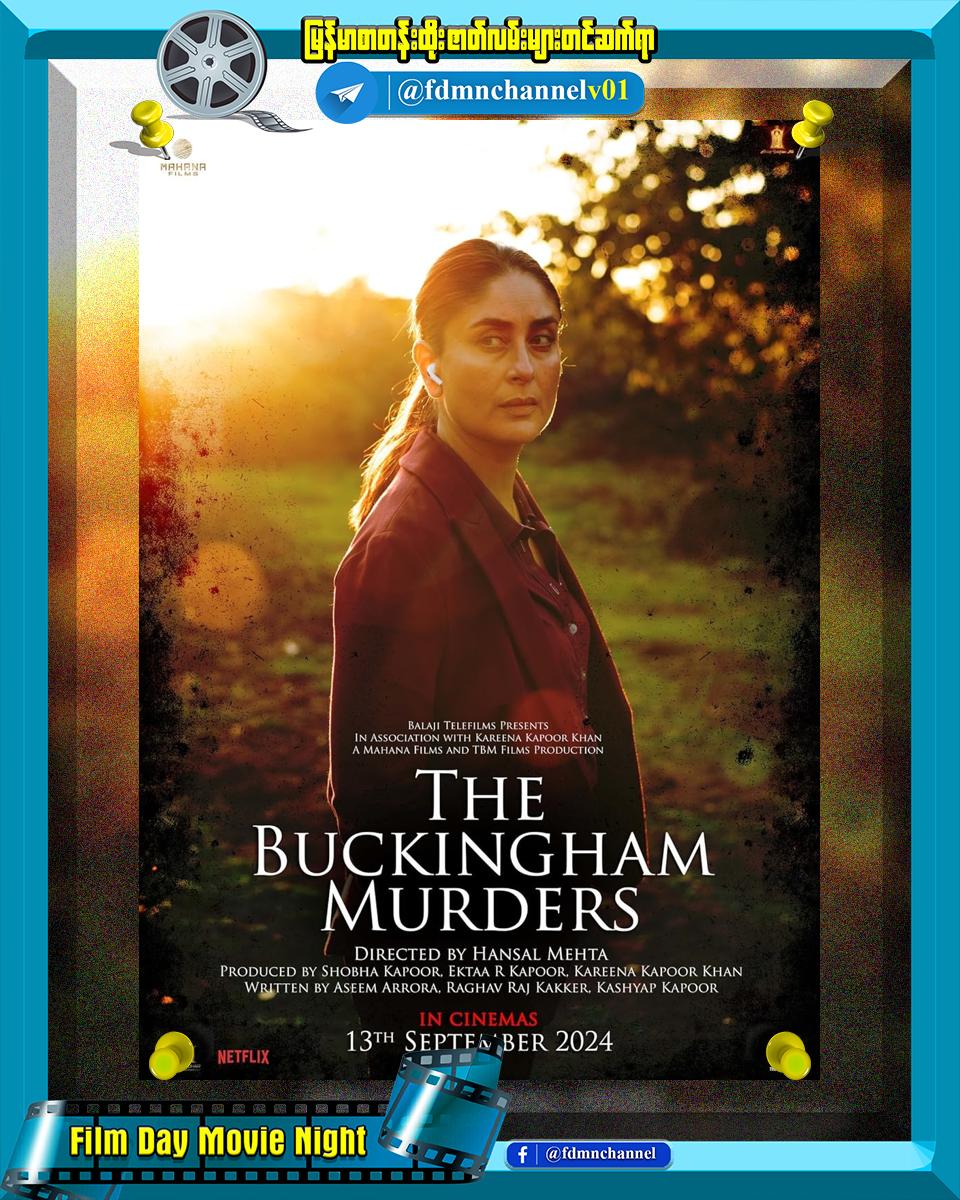 မြန်မာစာတန်းထိုးဇာတ်လမ်းများတင်ဆက်ရာ
@fdmnchannelv01
MAHANA
FILMS
BALAJI TELEFILMS PRESENTS
IN ASSOCIATION WITH KAREENA KAPOOR KHAN
A MAHANA FILMS AND TBM FILMS PRODUCTION
THE
BUCKINGHAM
MURDERS
DIRECTED BY HANSAL MEHTA
PRODUCED BY SHOBHA KAPOOR, EKTAA R KAPOOR, KAREENA KAPOOR KHAN
WRITTEN BY ASEEM ARRORA, RAGHAV RAJ KAKKER, KASHYAP KAPOOR
IN CINEMAS
13TH SEPTEMBER 2024
NETFLIX
Film Day Movie Night
f @fdmnchannel